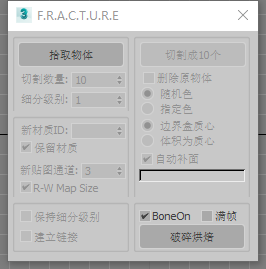 F.R.A.C.T.U.R.E
拾取物体
切割数量: 10
细分级别: 1
新材质ID:
保留材质
新贴图通道: 3
R-W Map Size
保持细分级别
建立链接
切割成10个
删除原物体
随机色
指定色
边界盒质心
体积为质心
自动补面
BoneOn 满帧
破碎烘焙